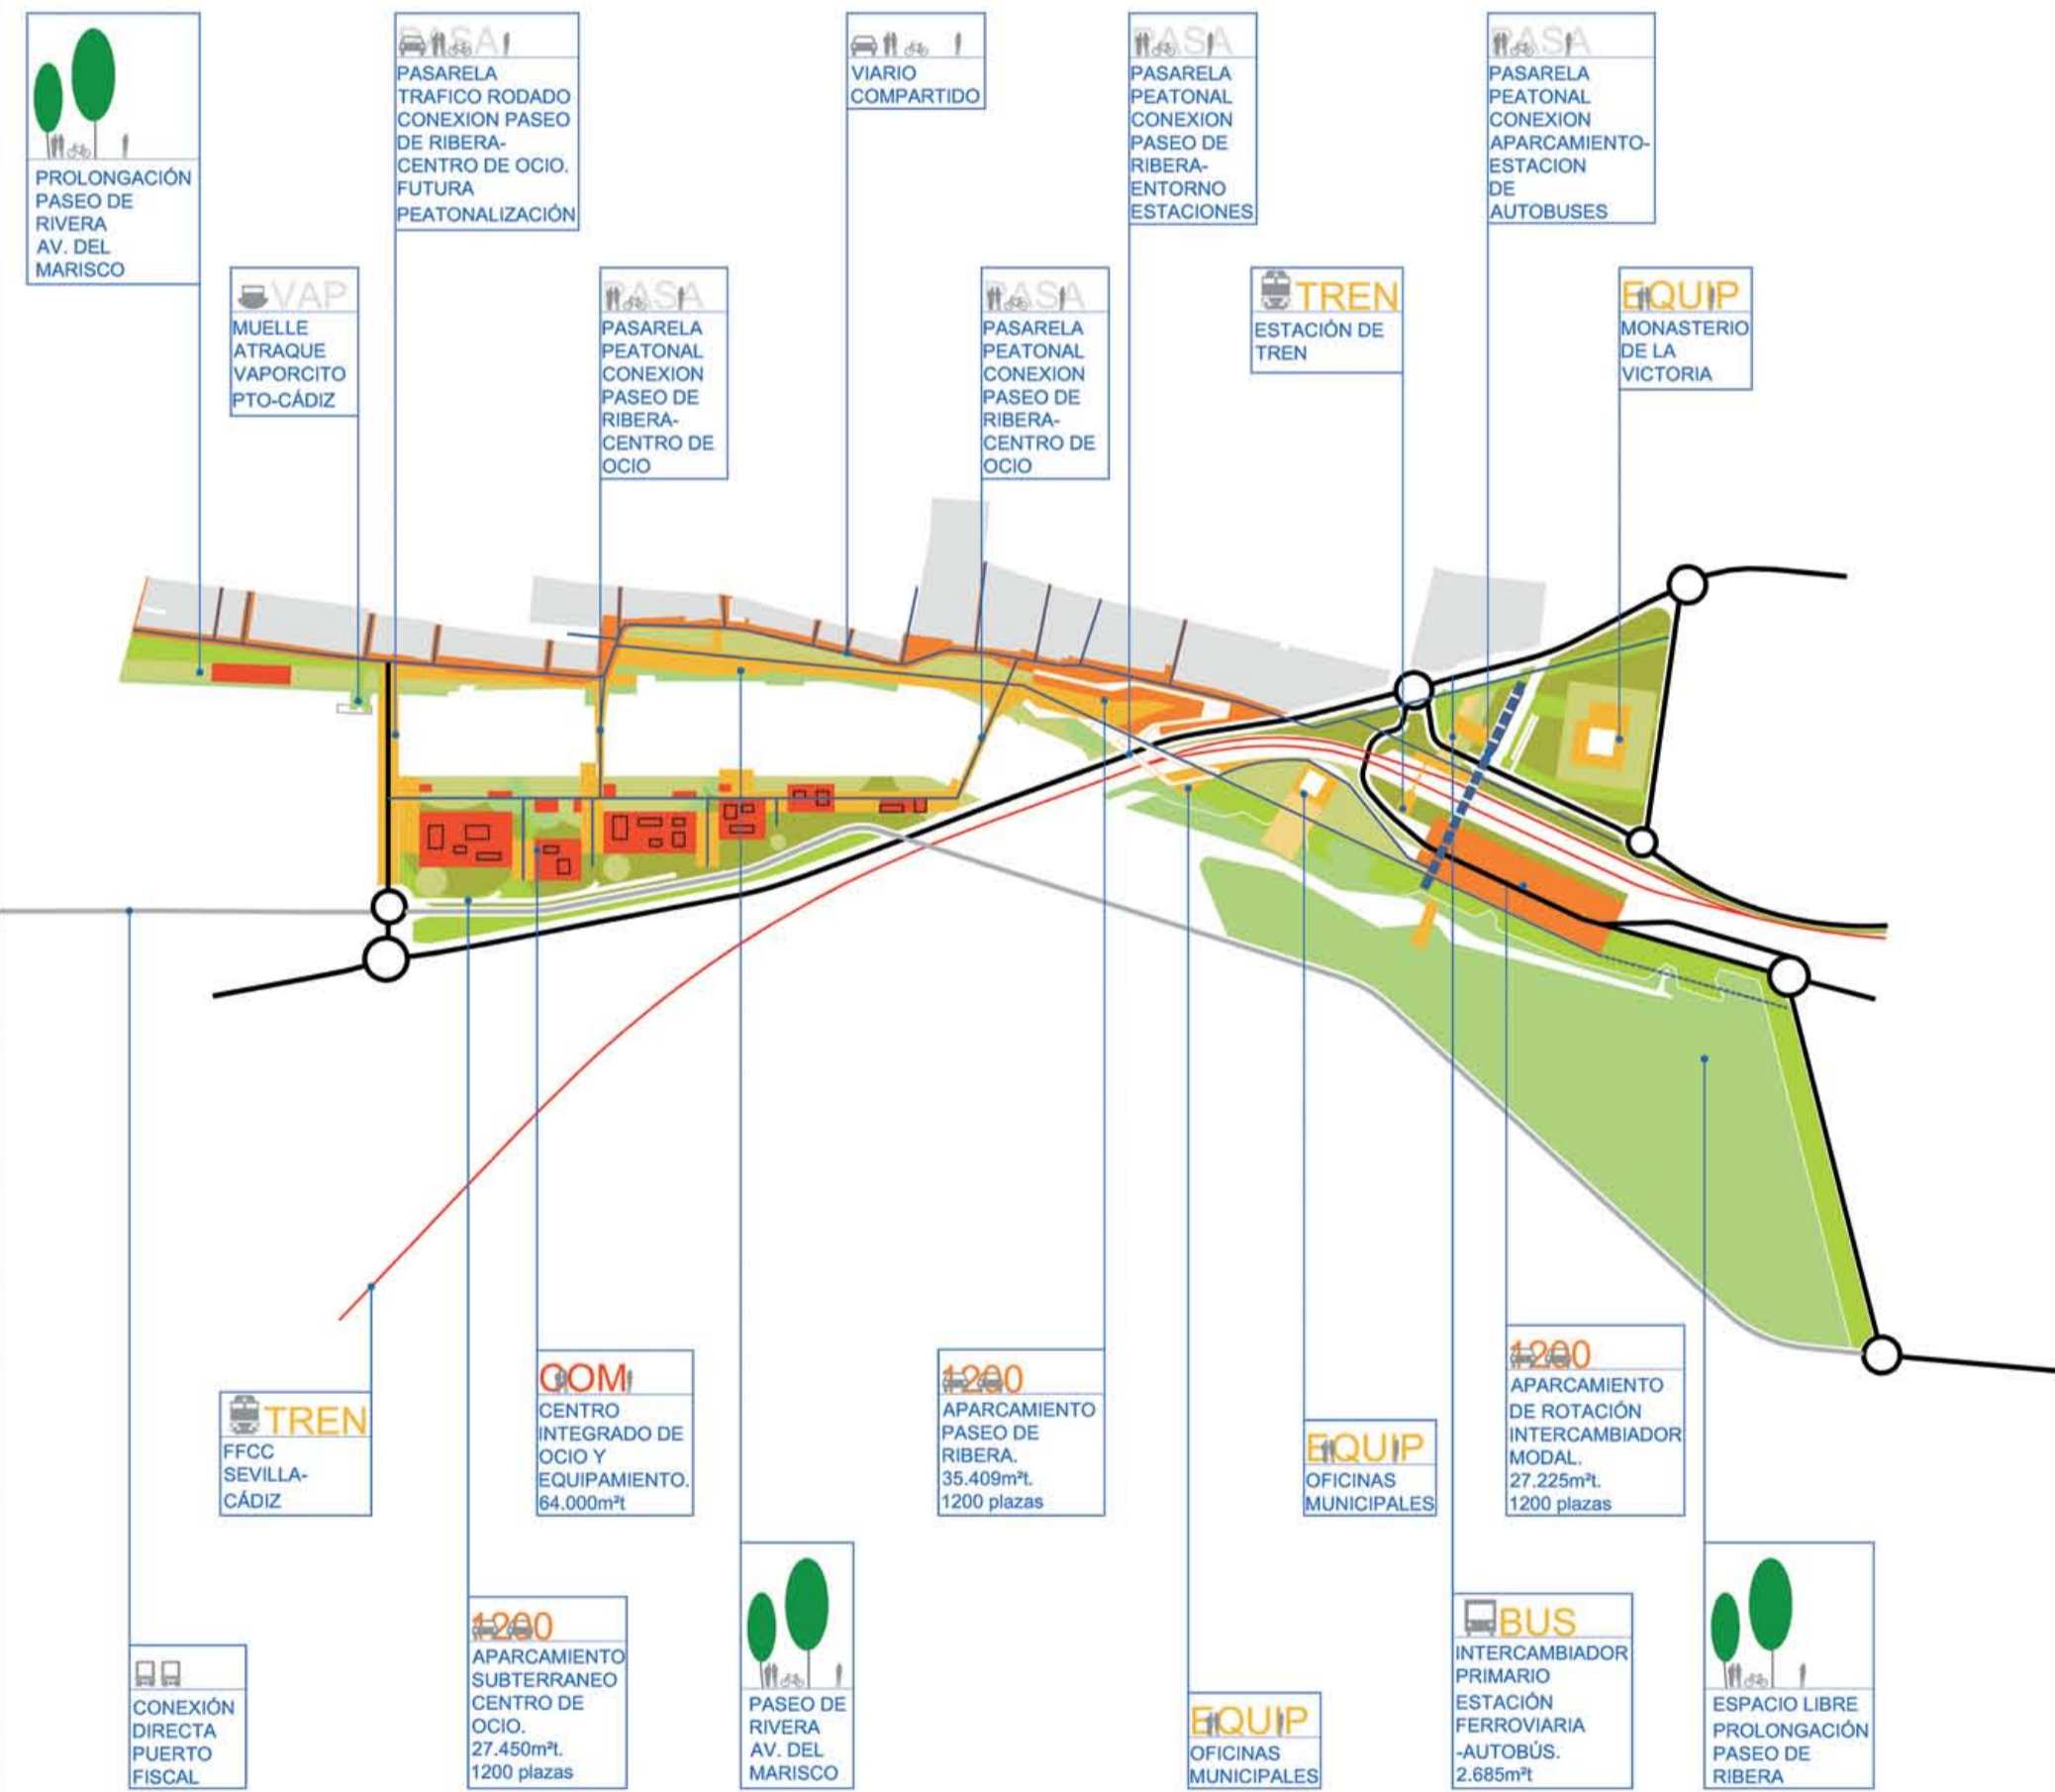 PROLONGACIÓN
PASEO DE
RIVERA
AV. DEL
MARISCO
PASA
PASARELA
TRAFICO RODADO
CONEXION PASEO
DE RIBERA-
CENTRO DE OCIO.
FUTURA
PEATONALIZACIÓN
VIARIO
COMPARTIDO
PASA
PASARELA
PEATONAL
CONEXION
PASEO DE
RIBERA-
ENTORNO
ESTACIONES
PASA
PASARELA
PEATONAL
CONEXION
APARCAMIENTO-
ESTACION
DE
AUTOBUSES
VAP
MUELLE
ATRAQUE
VAPORCITO
PTO-CÁDIZ
PASA
PASARELA
PEATONAL
CONEXION
PASEO DE
RIBERA-
CENTRO DE
OCIO
PASA
PASARELA
PEATONAL
CONEXION
PASEO DE
RIBERA-
CENTRO DE
OCIO
TREN
ESTACIÓN DE
TREN
EQUIP
MONASTERIO
DE LA
VICTORIA
TREN
FFCC
SEVILLA-
CÁDIZ
COM
CENTRO
INTEGRADO DE
OCIO Y
EQUIPAMIENTO.
64.000m²t
1200
APARCAMIENTO
PASEO DE
RIBERA.
35.409m²t.
1200 plazas
EQUIP
OFICINAS
MUNICIPALES
1200
APARCAMIENTO
DE ROTACIÓN
INTERCAMBIADOR
MODAL.
27.225m²t.
1200 plazas
CONEXIÓN
DIRECTA
PUERTO
FISCAL
1200
APARCAMIENTO
SUBTERRANEO
CENTRO DE
OCIO.
27.450m²t.
1200 plazas
PASEO DE
RIVERA
AV. DEL
MARISCO
EQUIP
OFICINAS
MUNICIPALES
BUS
INTERCAMBIADOR
PRIMARIO
ESTACIÓN
FERROVIARIA
-AUTOBÚS.
2.685m²t
ESPACIO LIBRE
PROLONGACIÓN
PASEO DE
RIBERA